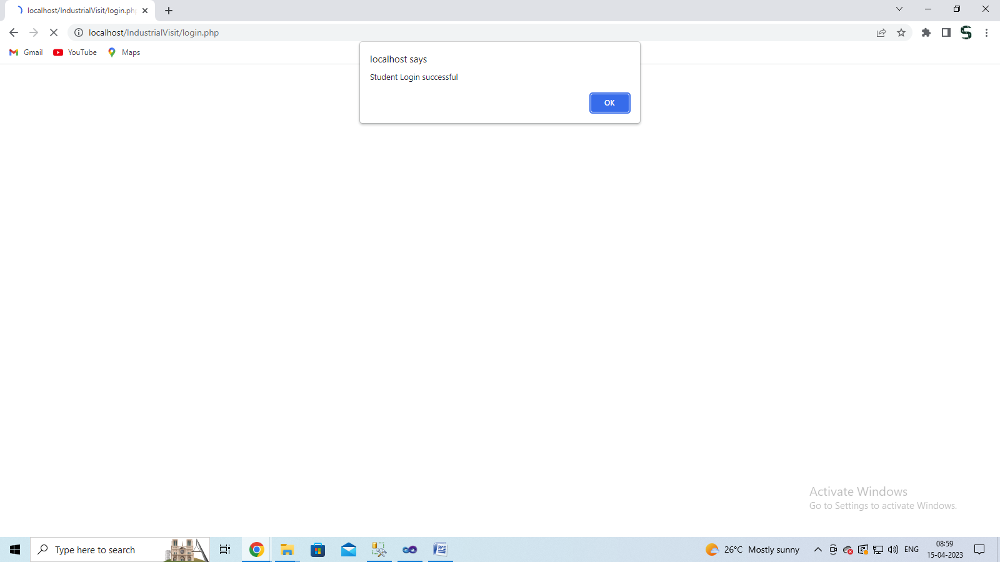 localhost/IndustrialVisit/login.ph
localhost/IndustrialVisit/login.php
Gmail
YouTube
Maps
localhost says
Student Login successful
OK
Activate Windows
Go to Settings to activate Windows.
Type here to search
26°C Mostly sunny
ENG
08:59
15-04-2023